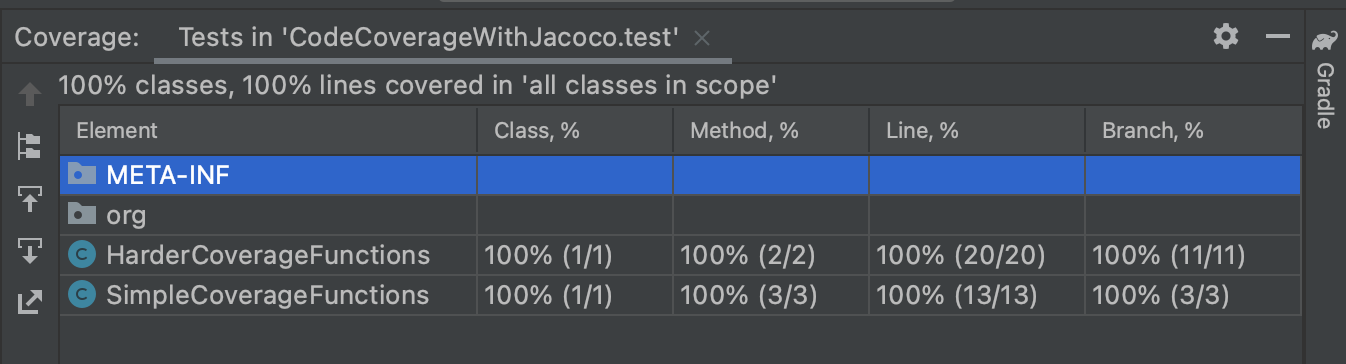 Coverage: Tests in 'CodeCoverageWithJacoco.test'
100% classes, 100% lines covered in 'all classes in scope'
Element Class, % Method, % Line, % Branch, %
META-INF
org
HarderCoverageFunctions 100% (1/1) 100% (2/2) 100% (20/20) 100% (11/11)
SimpleCoverageFunctions 100% (1/1) 100% (3/3) 100% (13/13) 100% (3/3)
Gradle